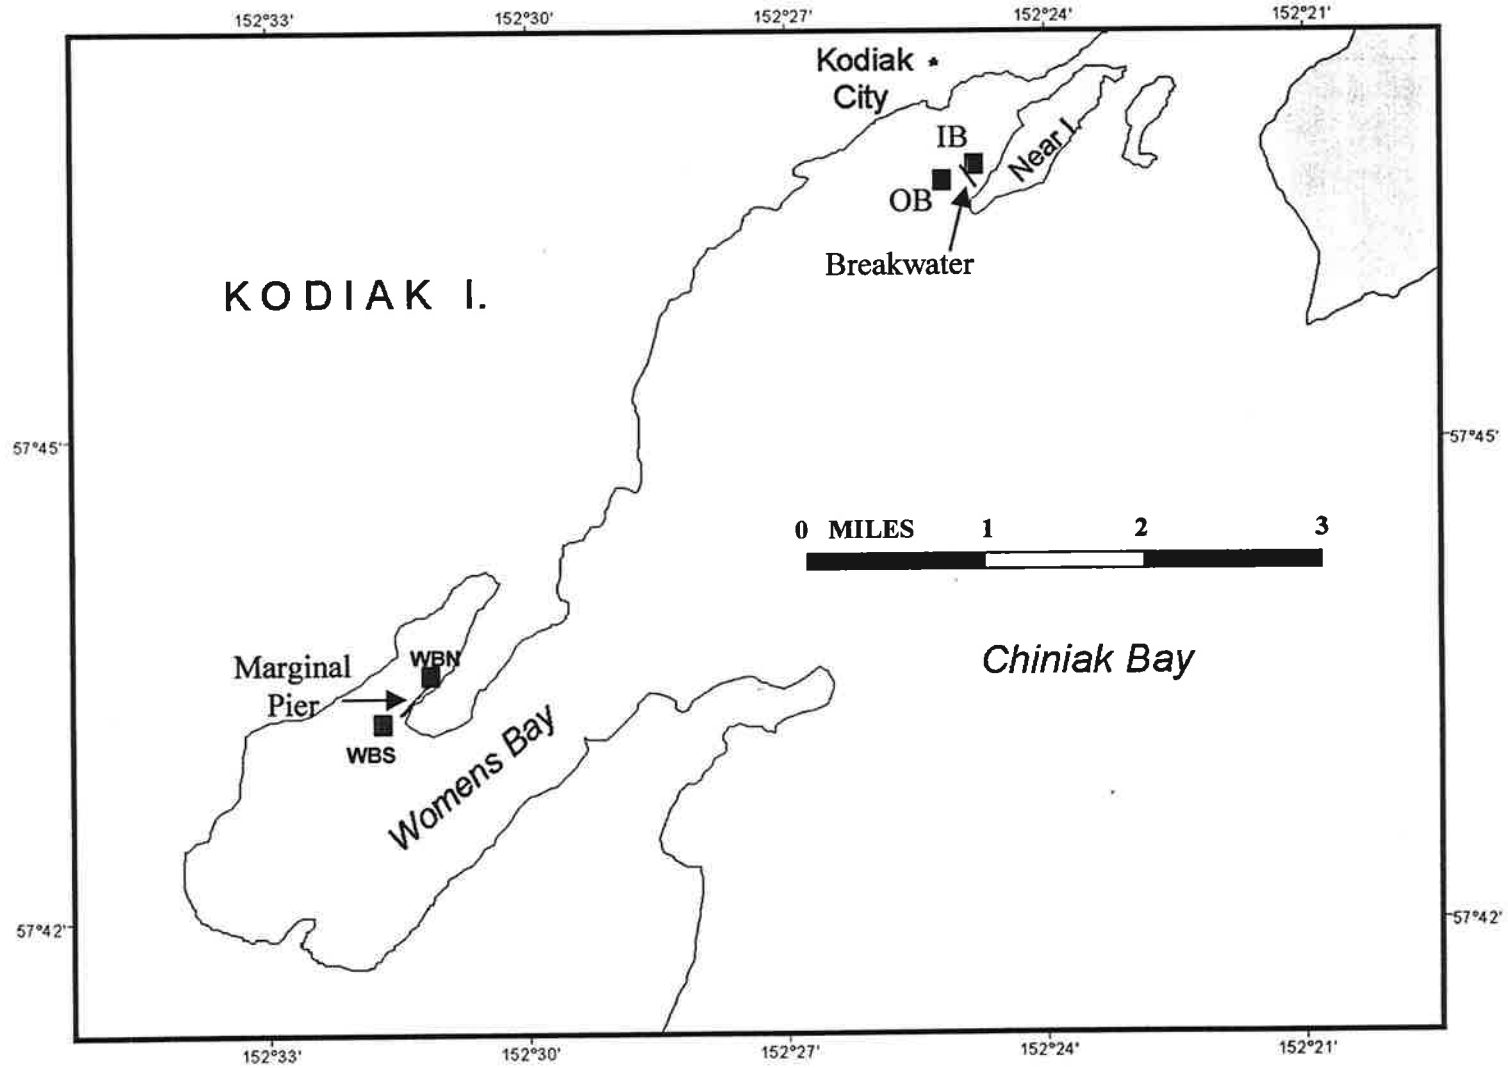 152°33' 152°30' 152°27' 152°24' 152°21'
Kodiak *
City
IB
Near I.
OB
Breakwater
KODIAK I.
57°45' 57°45'
0 MILES 1 2 3
Marginal
Pier
WBN
WBS
Womens Bay
Chiniak Bay
57°42' 57°42'
152°33' 152°30' 152°27' 152°24' 152°21'